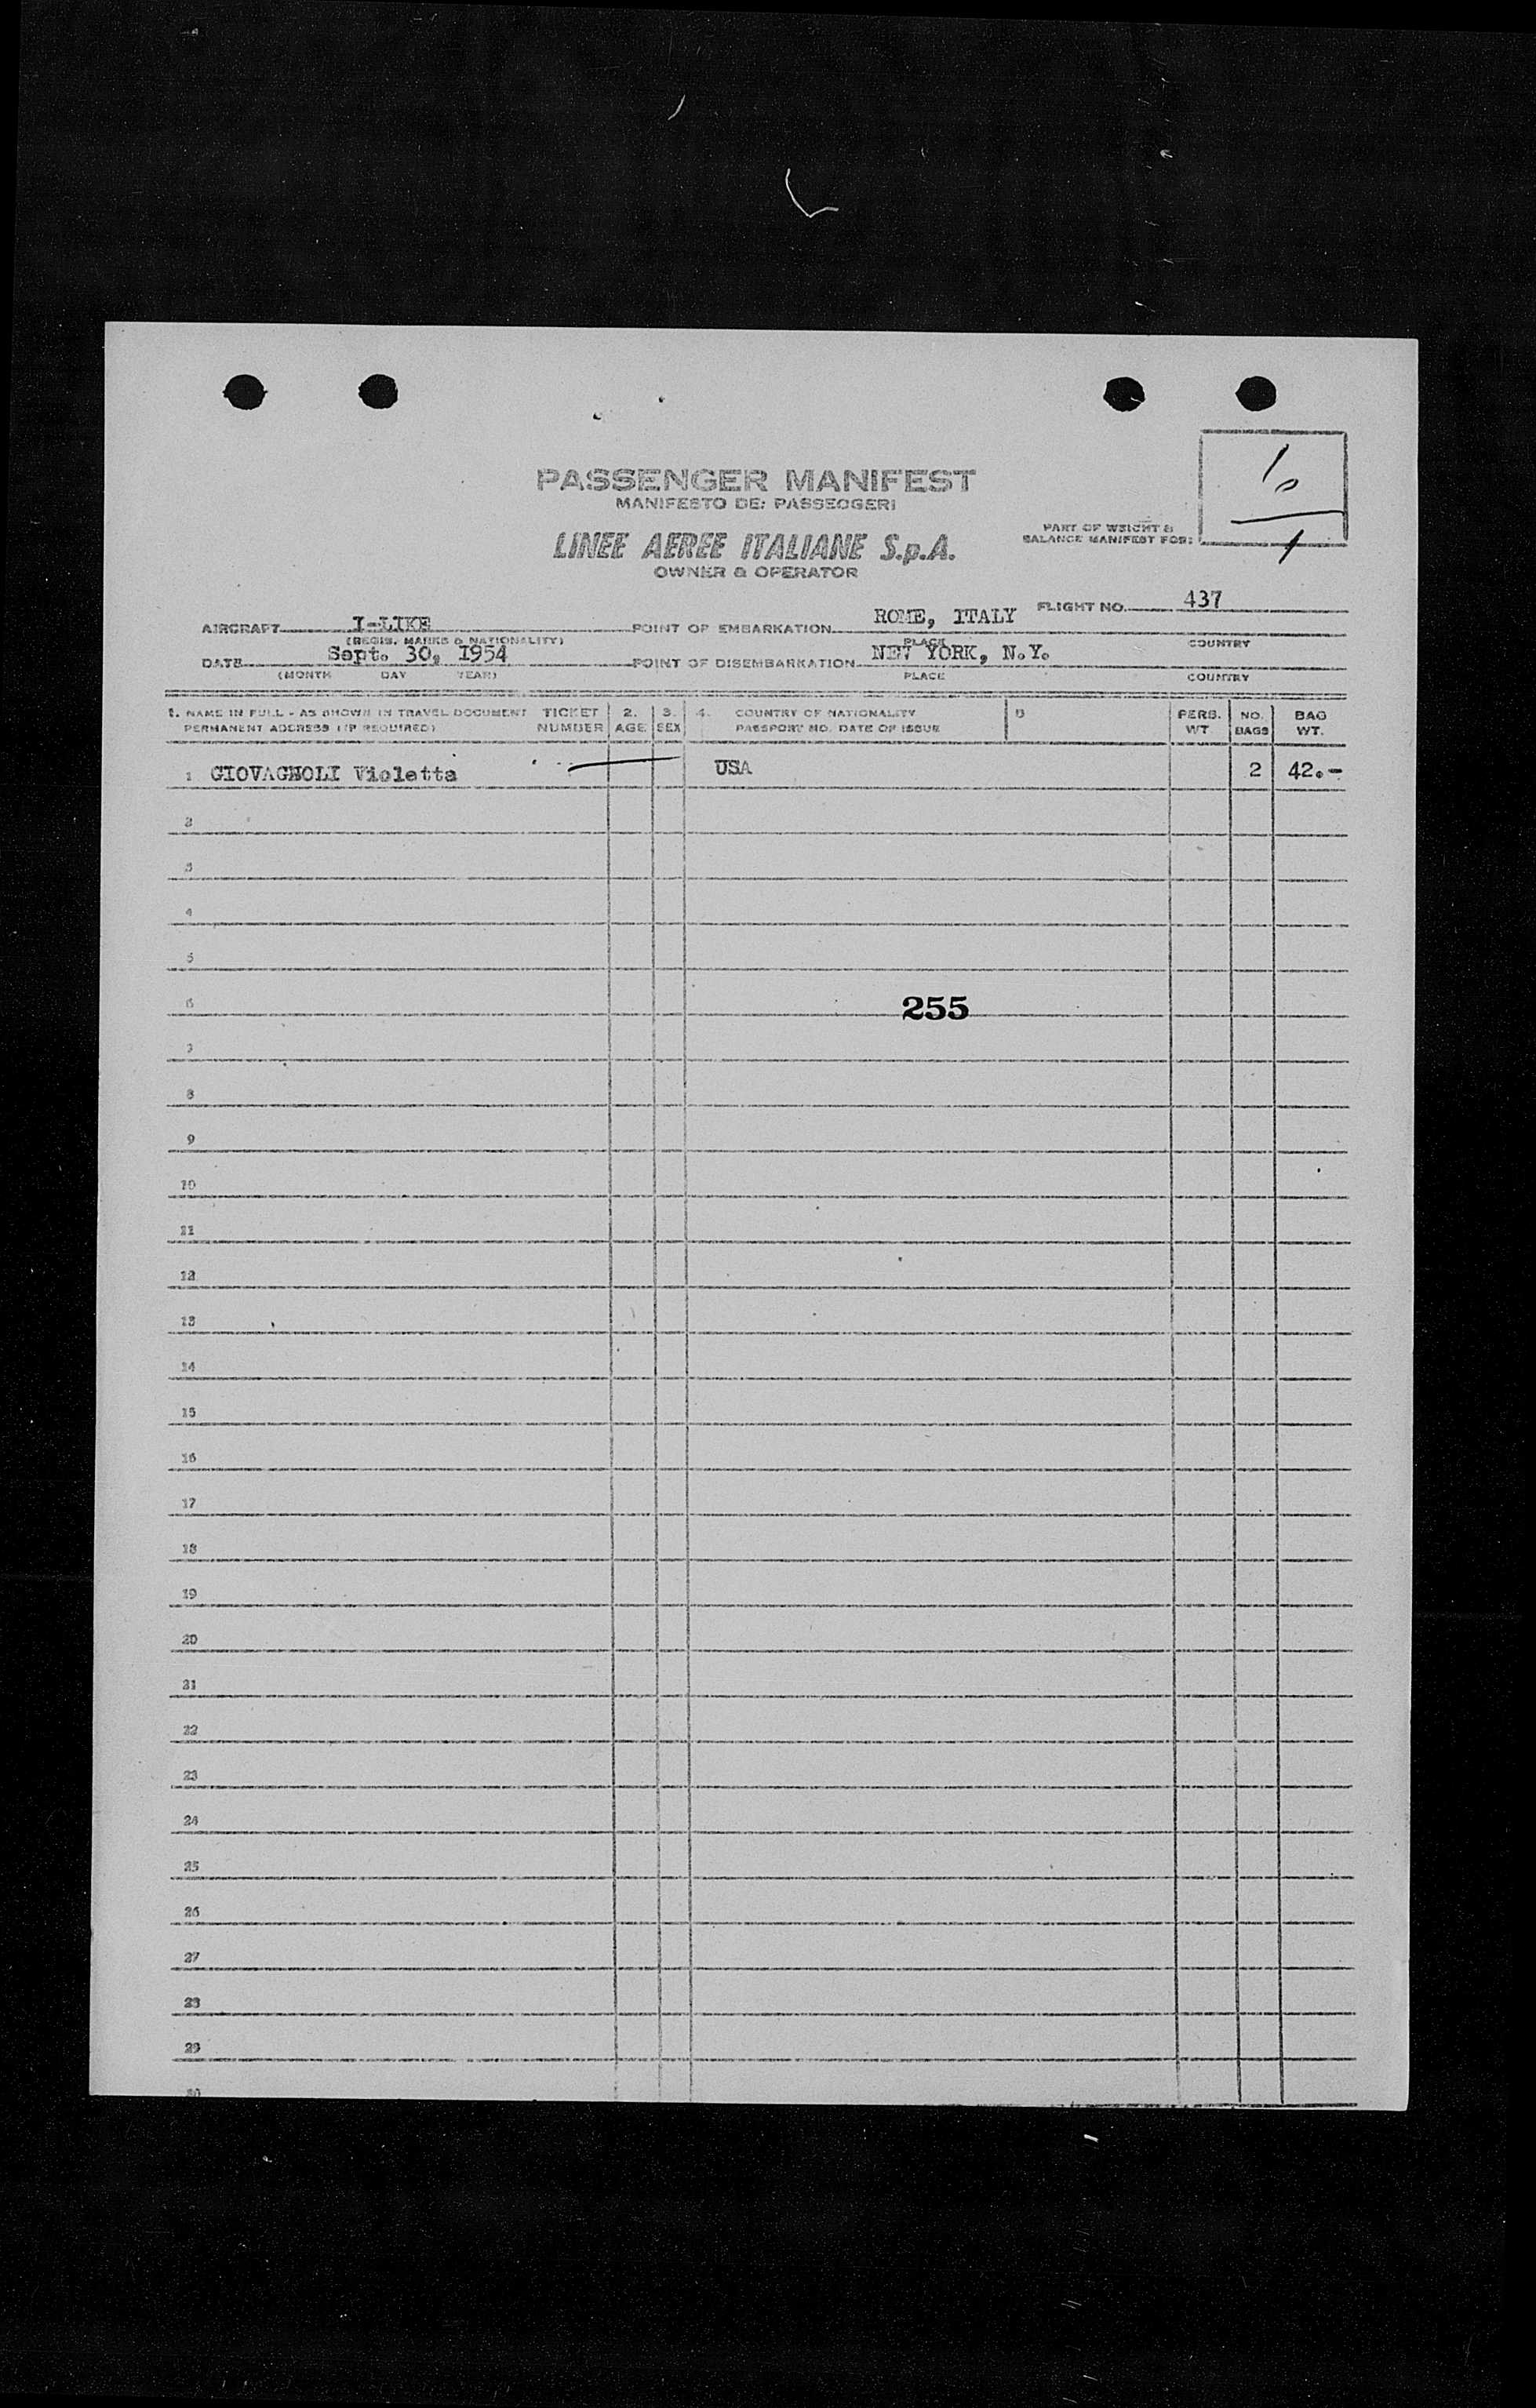 PASSENGER MANIFEST
MANIFESTO DEI PASSEGGERI
LINEE AEREE ITALIANE S.p.A.
OWNER & OPERATOR
1
0
1
PART OF WEIGHT &
BALANCE MANIFEST FOR:
FLIGHT NO. 437
AIRCRAFT I-LIKE POINT OF EMBARKATION ROME, ITALY
(REGIS. MARKS & NATIONALITY) PLACE COUNTRY
DATE Sept. 30, 1954 POINT OF DISEMBARKATION NEW YORK, N.Y.
(MONTH DAY YEAR) PLACE COUNTRY
1. NAME IN FULL - AS SHOWN IN TRAVEL DOCUMENT TICKET 2. 3. 4. COUNTRY OF NATIONALITY 5 PERS. NO. BAG
PERMANENT ADDRESS (IF REQUIRED) NUMBER AGE SEX PASSPORT NO. DATE OF ISSUE WT BAGS WT.
1 GIOVAGNOLI Violetta USA 2 42.-
2
3
4
5
6 255
7
8
9
10
11
12
13
14
15
16
17
18
19
20
21
22
23
24
25
26
27
28
29
30